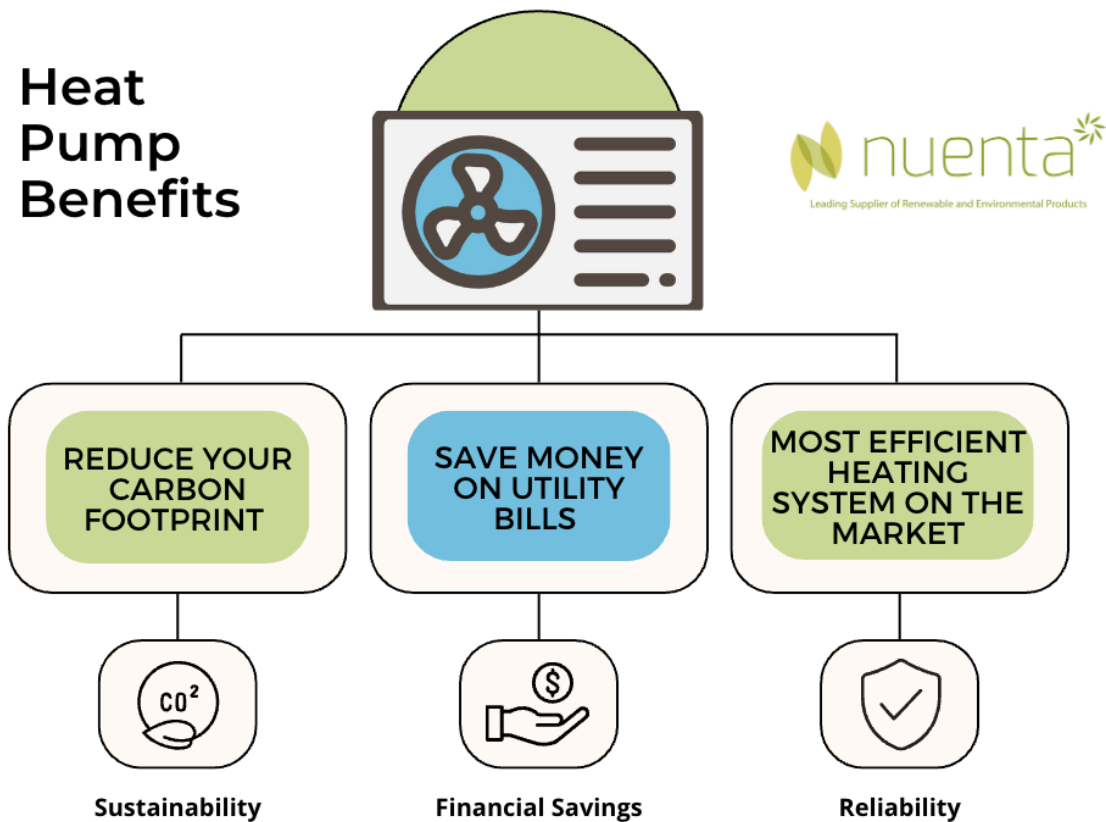 Heat
Pump
Benefits
nuenta
Leading Supplier of Renewable and Environmental Products
REDUCE YOUR
CARBON
FOOTPRINT
SAVE MONEY
ON UTILITY
BILLS
MOST EFFICIENT
HEATING
SYSTEM ON THE
MARKET
CO²
$
Sustainability
Financial Savings
Reliability